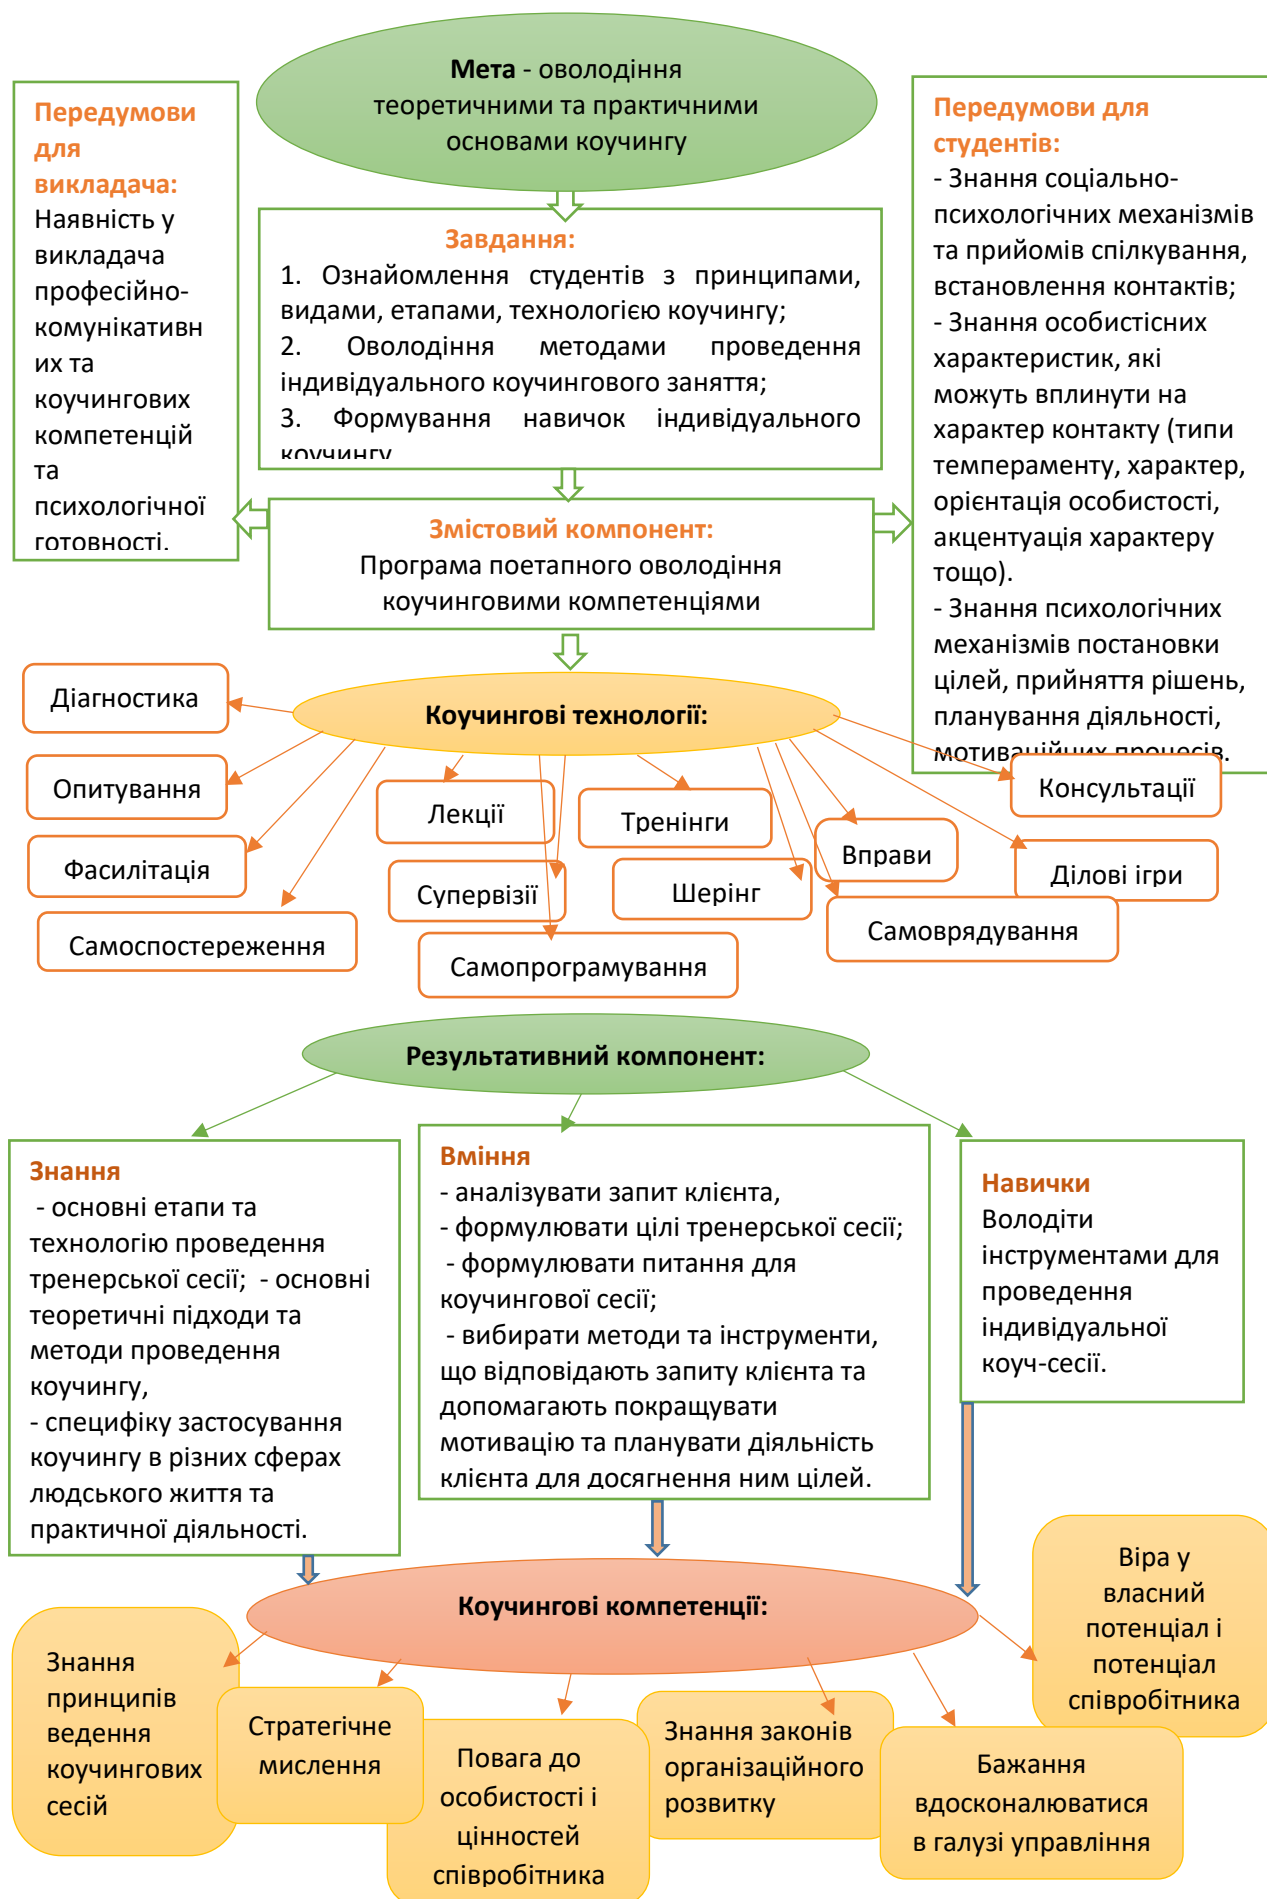 Мета - оволодіння
теоретичними та практичними
основами коучингу
Передумови
для
викладача:
Наявність у
викладача
професійно-
комунікативн
их та
коучингових
компетенцій
та
психологічної
готовності.
Завдання:
1. Ознайомлення студентів з принципами,
видами, етапами, технологією коучингу;
2. Оволодіння методами проведення
індивідуального коучингового заняття;
3. Формування навичок індивідуального
коучингу
Передумови для
студентів:
- Знання соціально-
психологічних механізмів
та прийомів спілкування,
встановлення контактів;
- Знання особистісних
характеристик, які
можуть вплинути на
характер контакту (типи
темпераменту, характер,
орієнтація особистості,
акцентуація характеру
тощо).
- Знання психологічних
механізмів постановки
цілей, прийняття рішень,
планування діяльності,
мотиваційних процесів.
Змістовий компонент:
Програма поетапного оволодіння
коучинговими компетенціями
Коучингові технології:
Діагностика
Опитування
Фасилітація
Самоспостереження
Лекції
Супервізії
Самопрограмування
Тренінги
Шерінг
Вправи
Самоврядування
Консультації
Ділові ігри
Результативний компонент:
Знання
- основні етапи та
технологію проведення
тренерської сесії; - основні
теоретичні підходи та
методи проведення
коучингу,
- специфіку застосування
коучингу в різних сферах
людського життя та
практичної діяльності.
Вміння
- аналізувати запит клієнта,
- формулювати цілі тренерської сесії;
- формулювати питання для
коучингової сесії;
- вибирати методи та інструменти,
що відповідають запиту клієнта та
допомагають покращувати
мотивацію та планувати діяльність
клієнта для досягнення ним цілей.
Навички
Володіти
інструментами для
проведення
індивідуальної
коуч-сесії.
Коучингові компетенції:
Знання
принципів
ведення
коучингових
сесій
Стратегічне
мислення
Повага до
особистості і
цінностей
співробітника
Знання законів
організаційного
розвитку
Бажання
вдосконалюватися
в галузі управління
Віра у
власний
потенціал і
потенціал
співробітника